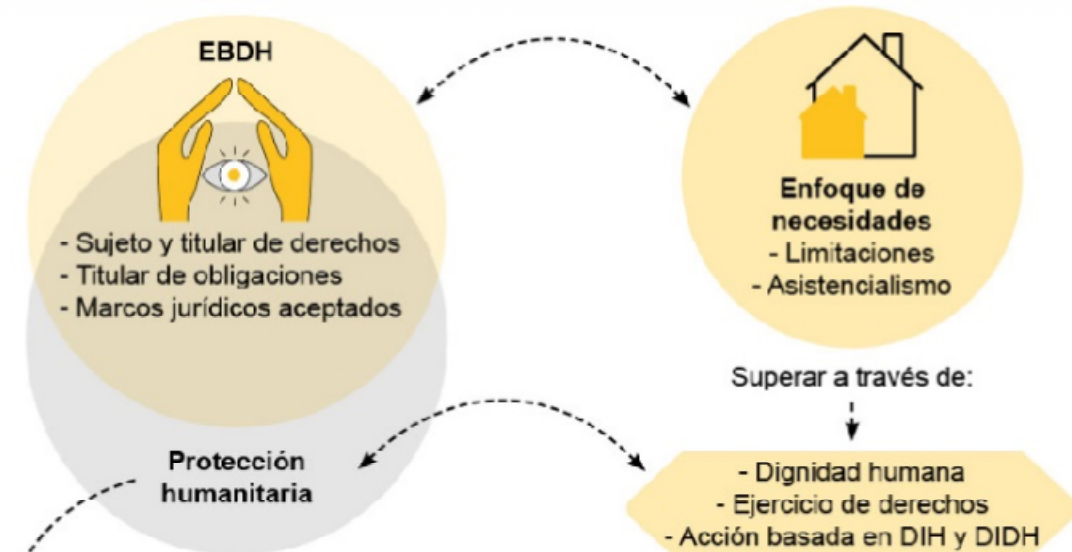 EBDH
- Sujeto y titular de derechos
- Titular de obligaciones
- Marcos jurídicos aceptados
Protección
humanitaria
Enfoque de
necesidades
- Limitaciones
- Asistencialismo
Superar a través de:
- Dignidad humana
- Ejercicio de derechos
- Acción basada en DIH y DIDH